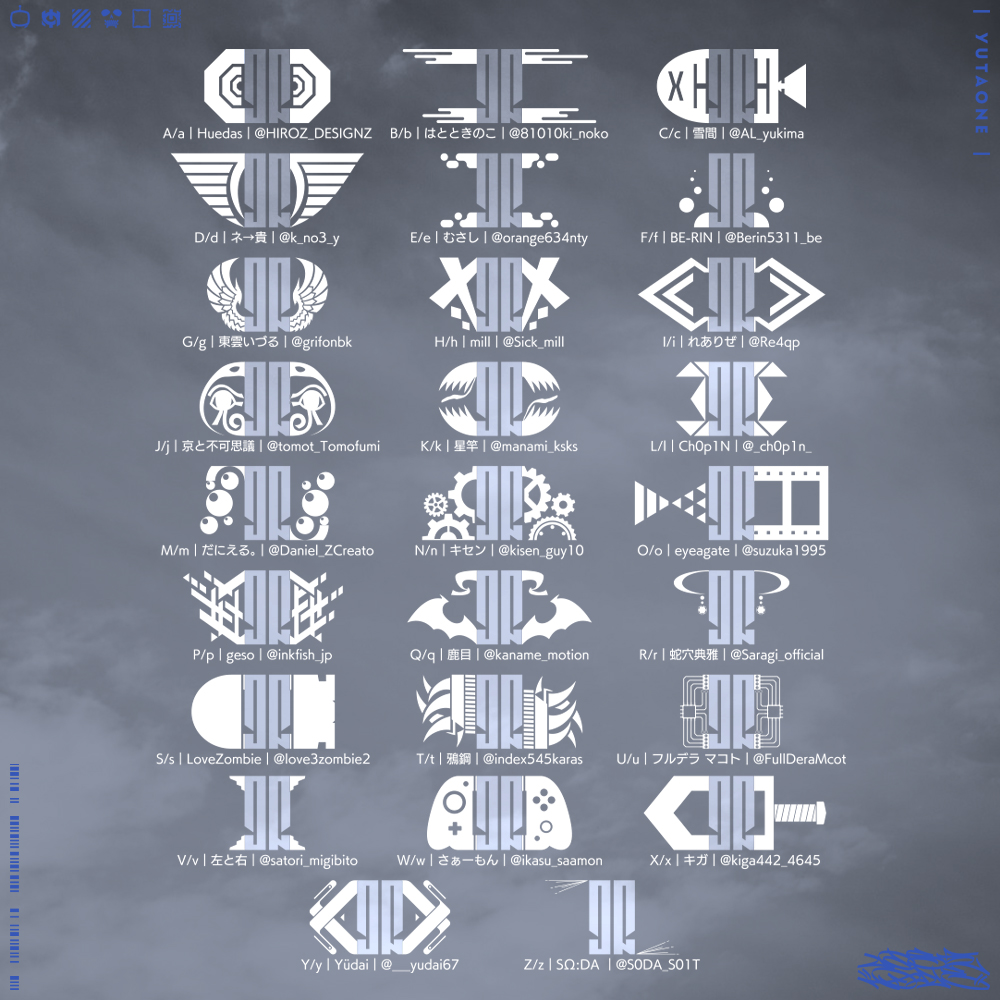 | YUTAONE |
A/a | Huedas | @HIROZ_DESIGNZ
B/b | はとときのこ | @81010ki_noko
C/c | 雪間 | @AL_yukima
D/d | ネ→貴 | @k_no3_y
E/e | むさし | @orange634nty
F/f | BE-RIN | @Berin5311_be
G/g | 東雲いづる | @grifonbk
H/h | mill | @Sick_mill
I/i | れありぜ | @Re4qp
J/j | 京と不可思議 | @tomot_Tomofumi
K/k | 星竿 | @manami_ksks
L/l | Ch0p1N | @_ch0p1n_
M/m | だにえる。 | @Daniel_ZCreato
N/n | キセン | @kisen_guy10
O/o | eyeagate | @suzuka1995
P/p | geso | @inkfish_jp
Q/q | 鹿目 | @kaname_motion
R/r | 蛇穴典雅 | @Saragi_official
S/s | LoveZombie | @love3zombie2
T/t | 鴉鋼 | @index545karas
U/u | フルデラ マコト | @FullDeraMcot
V/v | 左と右 | @satori_migibito
W/w | さぁーもん | @ikasu_saamon
X/x | キガ | @kiga442_4645
Y/y | Yüdai | @___yudai67
Z/z | SΩ:DA | @S0DA_S01T